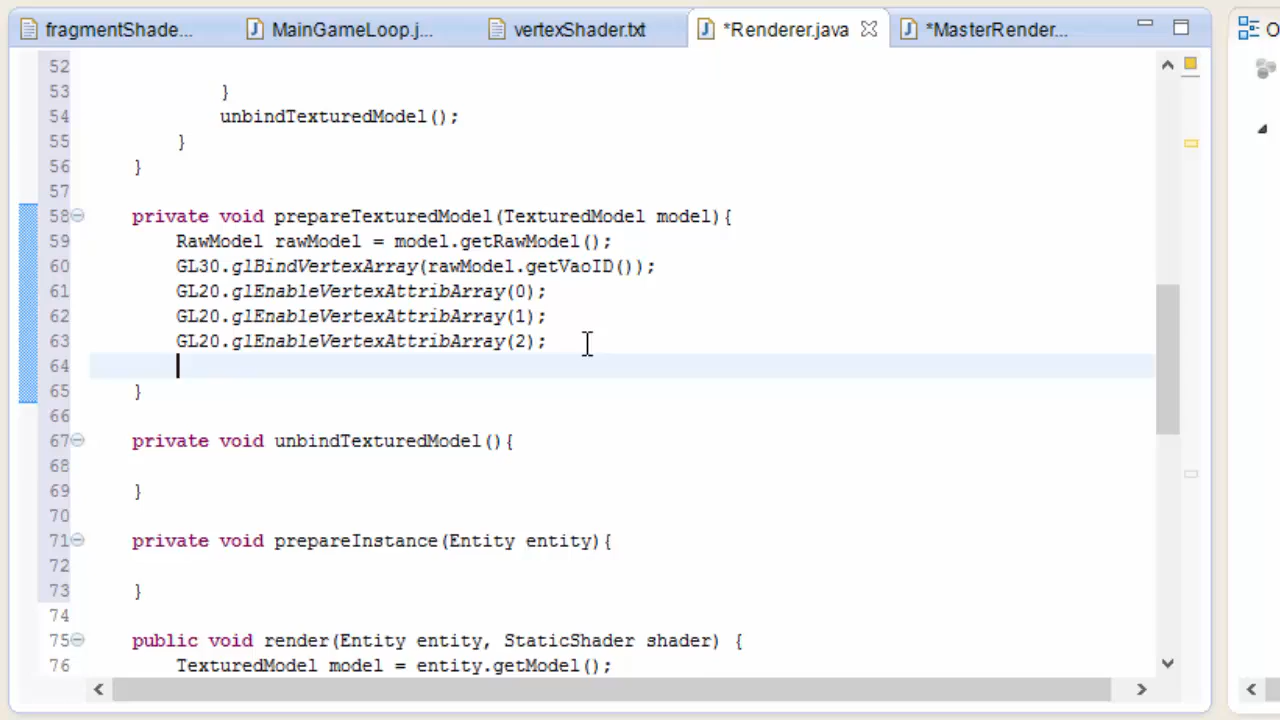 fragmentShade...
MainGameLoop.j...
vertexShader.txt
*Renderer.java
*MasterRender...
52
53 }
54 unbindTexturedModel();
55 }
56 }
57
58 private void prepareTexturedModel(TexturedModel model){
59 RawModel rawModel = model.getRawModel();
60 GL30.glBindVertexArray(rawModel.getVaoID());
61 GL20.glEnableVertexAttribArray(0);
62 GL20.glEnableVertexAttribArray(1);
63 GL20.glEnableVertexAttribArray(2);
64
65 }
66
67 private void unbindTexturedModel(){
68
69 }
70
71 private void prepareInstance(Entity entity){
72
73 }
74
75 public void render(Entity entity, StaticShader shader) {
76 TexturedModel model = entity.getModel();